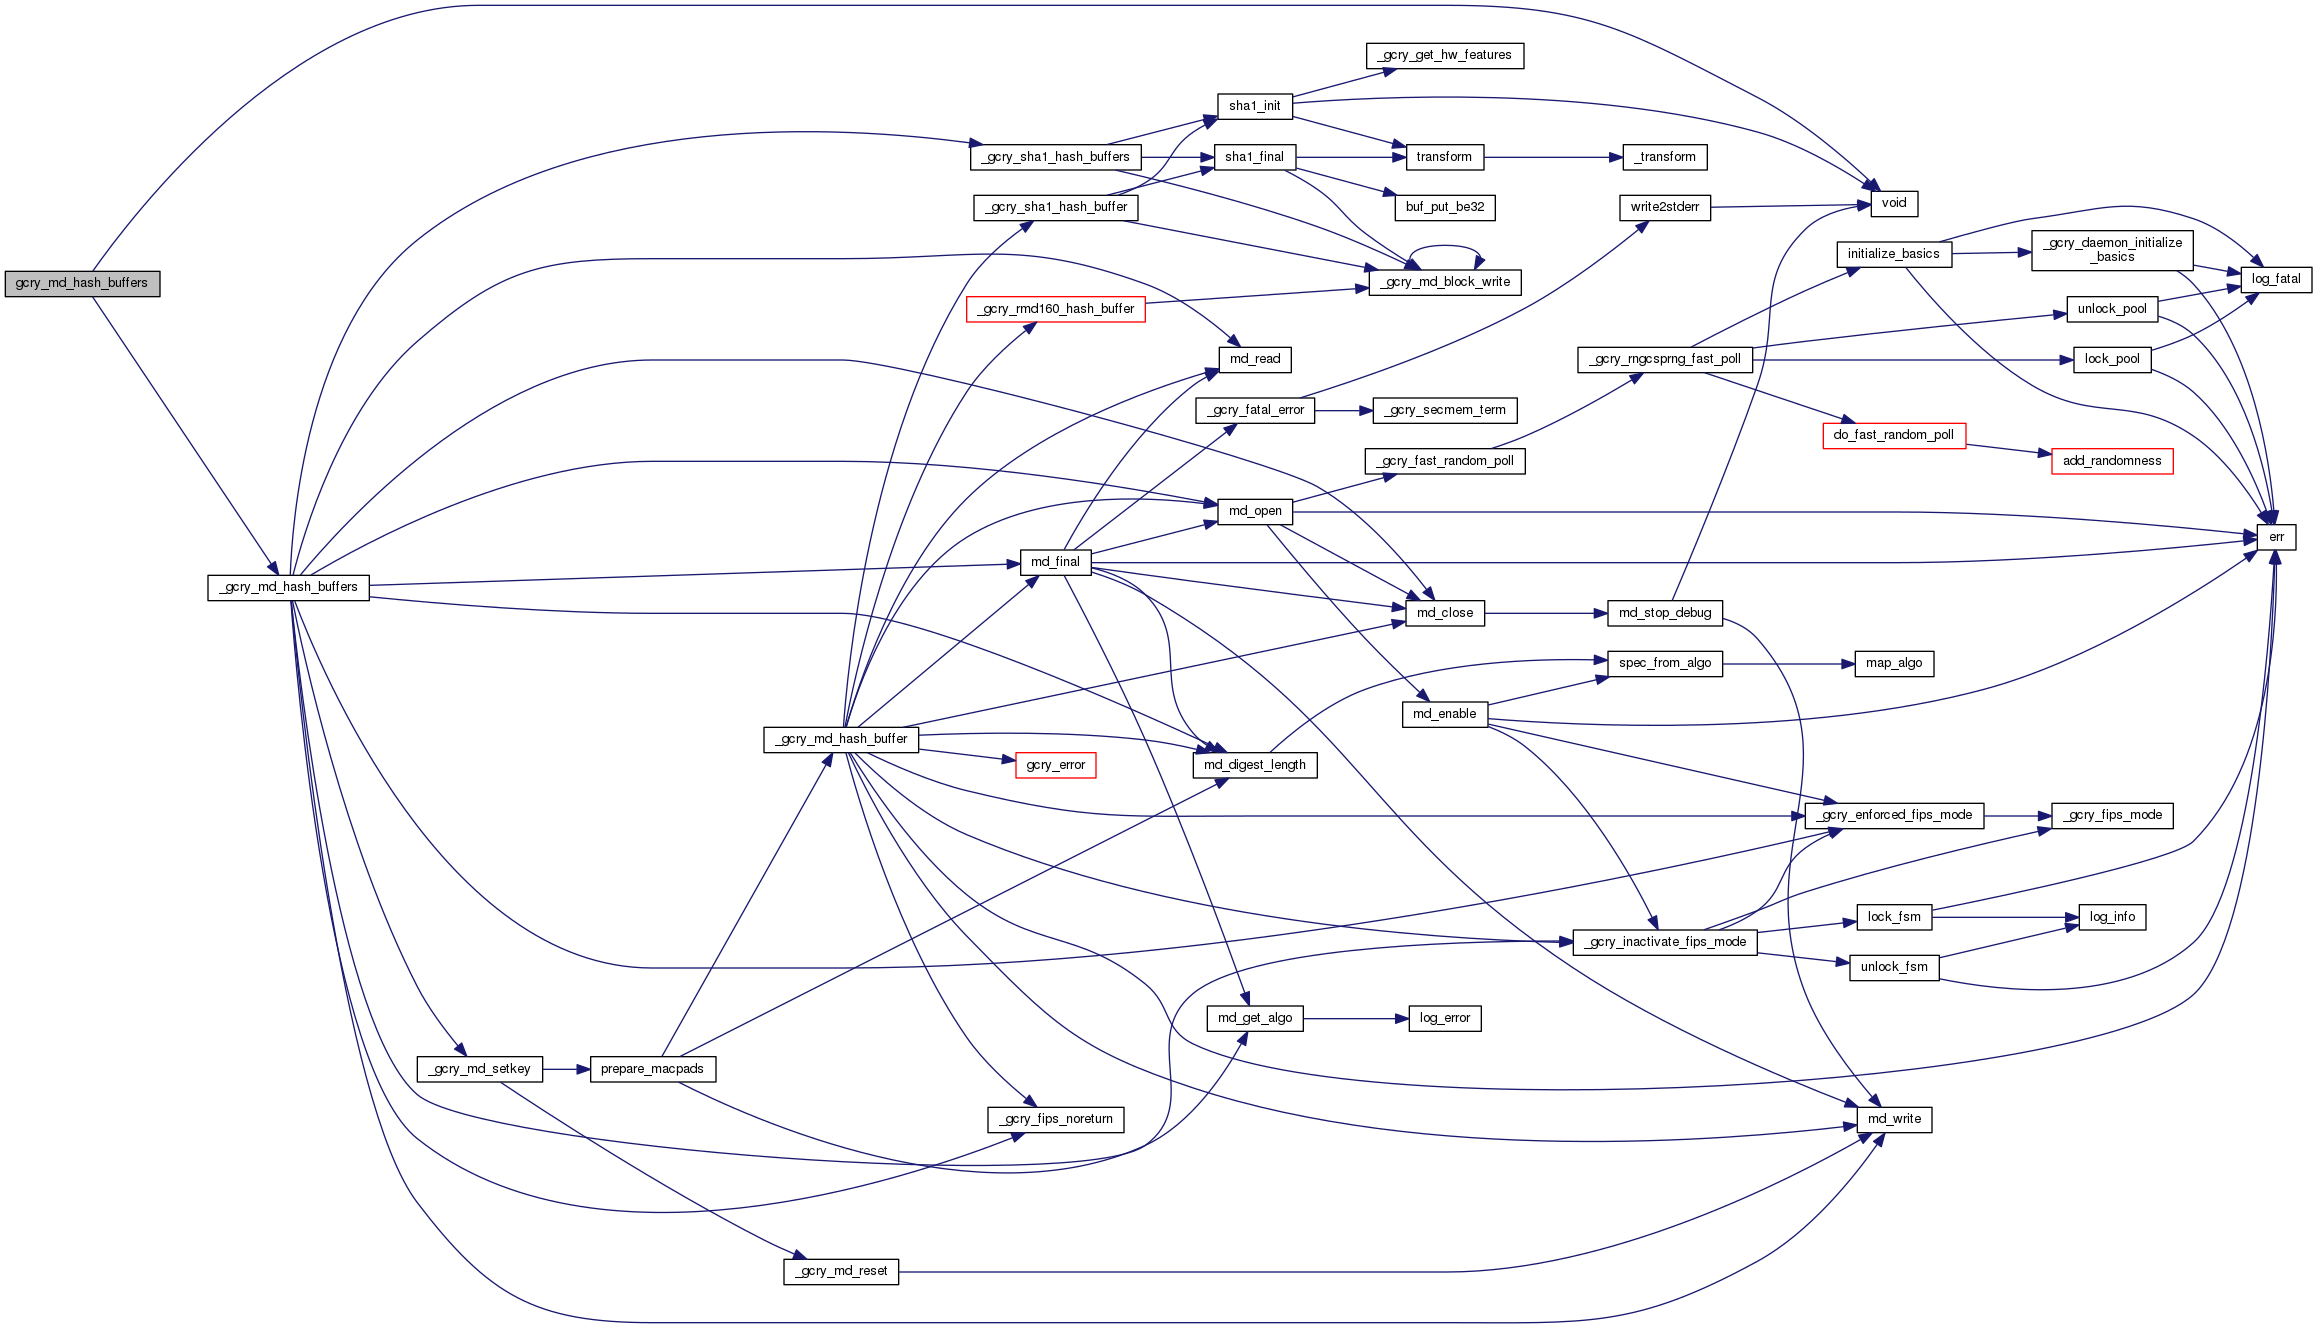 gcry_md_hash_buffers
_gcry_md_hash_buffers
_gcry_md_setkey
prepare_macpads
_gcry_md_hash_buffer
_gcry_md_reset
_gcry_sha1_hash_buffers
_gcry_sha1_hash_buffer
_gcry_rmd160_hash_buffer
md_final
gcry_error
_gcry_fips_noreturn
sha1_init
sha1_final
md_read
_gcry_fatal_error
md_open
md_digest_length
md_get_algo
_gcry_get_hw_features
transform
buf_put_be32
_gcry_md_block_write
_gcry_secmem_term
_gcry_fast_random_poll
md_close
md_enable
log_error
_transform
write2stderr
_gcry_rngcsprng_fast_poll
md_stop_debug
spec_from_algo
_gcry_inactivate_fips_mode
void
initialize_basics
do_fast_random_poll
map_algo
_gcry_enforced_fips_mode
lock_fsm
unlock_fsm
md_write
_gcry_daemon_initialize
_basics
unlock_pool
lock_pool
add_randomness
_gcry_fips_mode
log_info
log_fatal
err